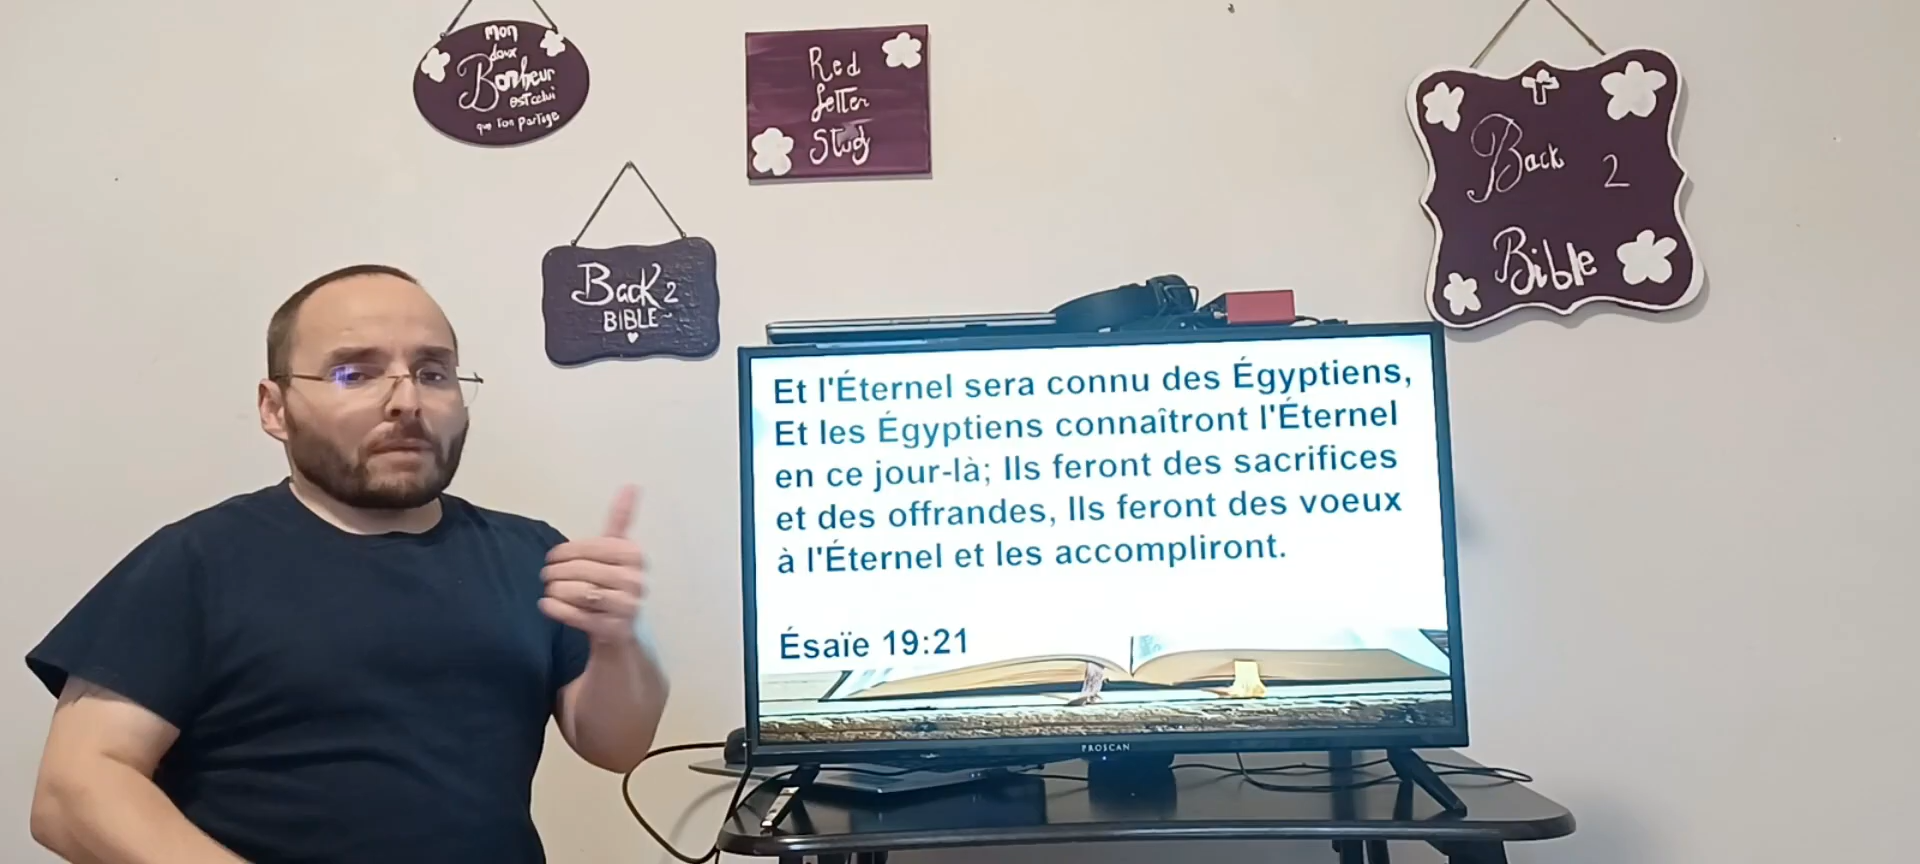 Mon
doux
Bonheur
est celui
que l'on partage
Red
Letter
Study
Back 2
BIBLE
Back 2
Bible
Et l'Éternel sera connu des Égyptiens,
Et les Égyptiens connaîtront l'Éternel
en ce jour-là; Ils feront des sacrifices
et des offrandes, Ils feront des voeux
à l'Éternel et les accompliront.
Ésaïe 19:21
PROSCAN